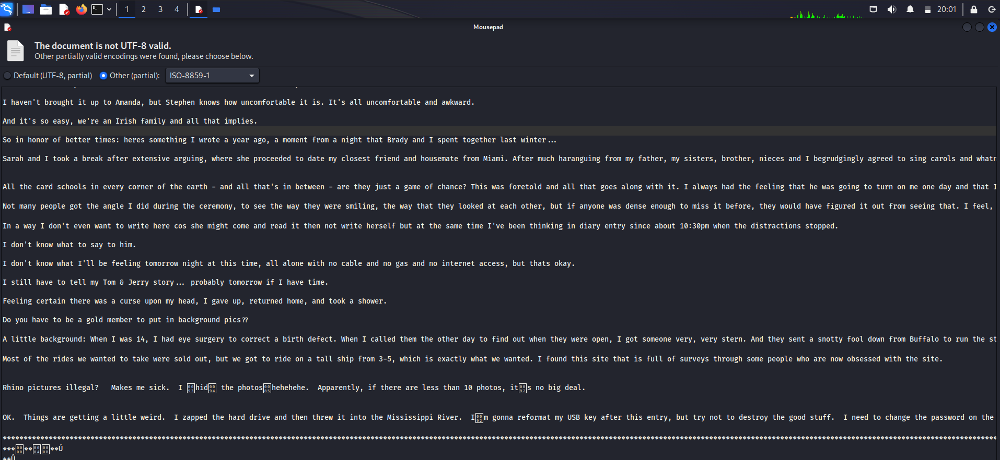 1 2 3 4 20:01
Mousepad
The document is not UTF-8 valid.
Other partially valid encodings were found, please choose below.
Default (UTF-8, partial) Other (partial): ISO-8859-1
I haven't brought it up to Amanda, but Stephen knows how uncomfortable it is. It's all uncomfortable and awkward.
And it's so easy, we're an Irish family and all that implies.
So in honor of better times: heres something I wrote a year ago, a moment from a night that Brady and I spent together last winter...
Sarah and I took a break after extensive arguing, where she proceeded to date my closest friend and housemate from Miami. After much haranguing from my father, my sisters, brother, nieces and I begrudgingly agreed to sing carols and whatn
All the card schools in every corner of the earth - and all that's in between - are they just a game of chance? This was foretold and all that goes along with it. I always had the feeling that he was going to turn on me one day and that I
Not many people got the angle I did during the ceremony, to see the way they were smiling, the way that they looked at each other, but if anyone was dense enough to miss it before, they would have figured it out from seeing that. I feel,
In a way I don't even want to write here cos she might come and read it then not write herself but at the same time I've been thinking in diary entry since about 10:30pm when the distractions stopped.
I don't know what to say to him.
I don't know what I'll be feeling tomorrow night at this time, all alone with no cable and no gas and no internet access, but thats okay.
I still have to tell my Tom & Jerry story... probably tomorrow if I have time.
Feeling certain there was a curse upon my head, I gave up, returned home, and took a shower.
Do you have to be a gold member to put in background pics??
A little background: When I was 14, I had eye surgery to correct a birth defect. When I called them the other day to find out when they were open, I got someone very, very stern. And they sent a snotty fool down from Buffalo to run the st
Most of the rides we wanted to take were sold out, but we got to ride on a tall ship from 3-5, which is exactly what we wanted. I found this site that is full of surveys through some people who are now obsessed with the site.
Rhino pictures illegal? Makes me sick. I hid the photos hehehehe. Apparently, if there are less than 10 photos, it s no big deal.
OK. Things are getting a little weird. I zapped the hard drive and then threw it into the Mississippi River. I m gonna reformat my USB key after this entry, but try not to destroy the good stuff. I need to change the password on the
Ú